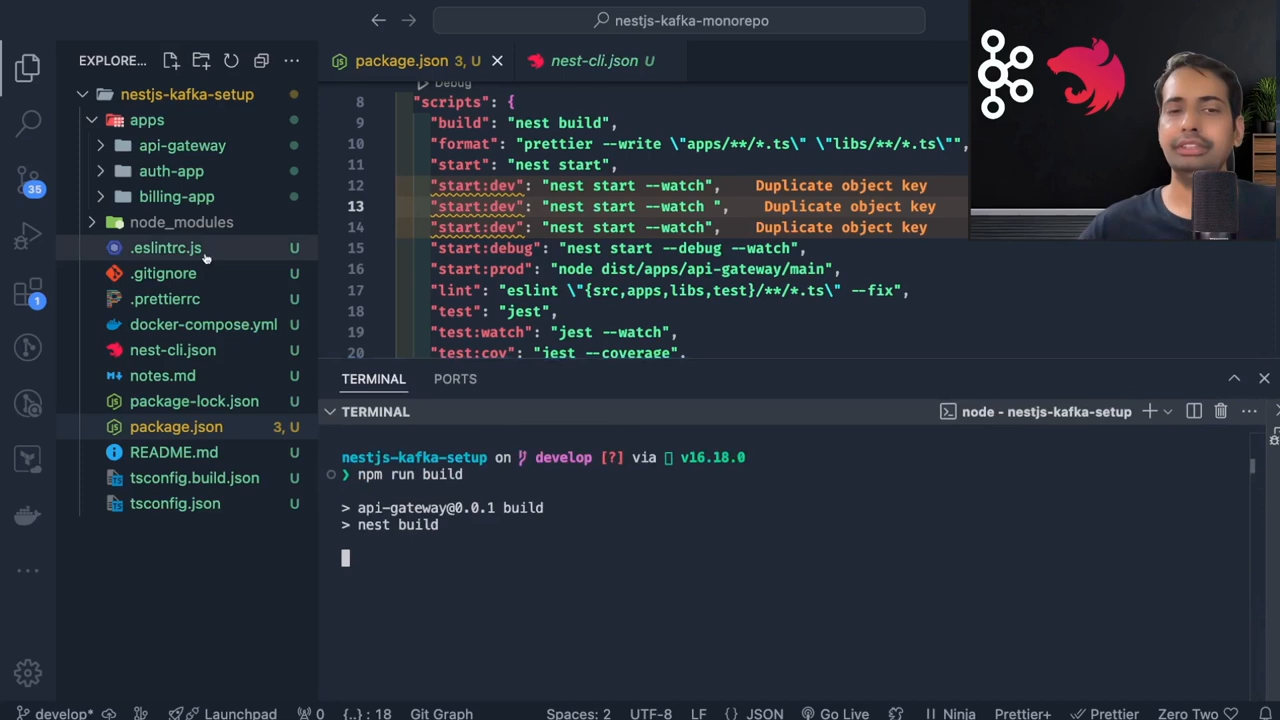 nestjs-kafka-monorepo
EXPLORE...
package.json 3, U
nest-cli.json U
nestjs-kafka-setup
apps
api-gateway
auth-app
billing-app
node_modules
.eslintrc.js U
.gitignore U
.prettierrc U
docker-compose.yml U
nest-cli.json U
notes.md U
package-lock.json U
package.json 3, U
README.md U
tsconfig.build.json U
tsconfig.json U
35
1
Debug
8 "scripts": {
9 "build": "nest build",
10 "format": "prettier --write \"apps/**/*.ts\" \"libs/**/*.ts\"",
11 "start": "nest start",
12 "start:dev": "nest start --watch", Duplicate object key
13 "start:dev": "nest start --watch ", Duplicate object key
14 "start:dev": "nest start --watch", Duplicate object key
15 "start:debug": "nest start --debug --watch",
16 "start:prod": "node dist/apps/api-gateway/main",
17 "lint": "eslint \"{src,apps,libs,test}/**/*.ts\" --fix",
18 "test": "jest",
19 "test:watch": "jest --watch",
20 "test:cov": "jest --coverage",
TERMINAL PORTS
TERMINAL
node - nestjs-kafka-setup
nestjs-kafka-setup on develop [?] via v16.18.0
❯ npm run build
> api-gateway@0.0.1 build
> nest build
develop* Launchpad 0 {..}: 18 Git Graph Spaces: 2 UTF-8 LF {} JSON Go Live Ninja Prettier+ Prettier Zero Two